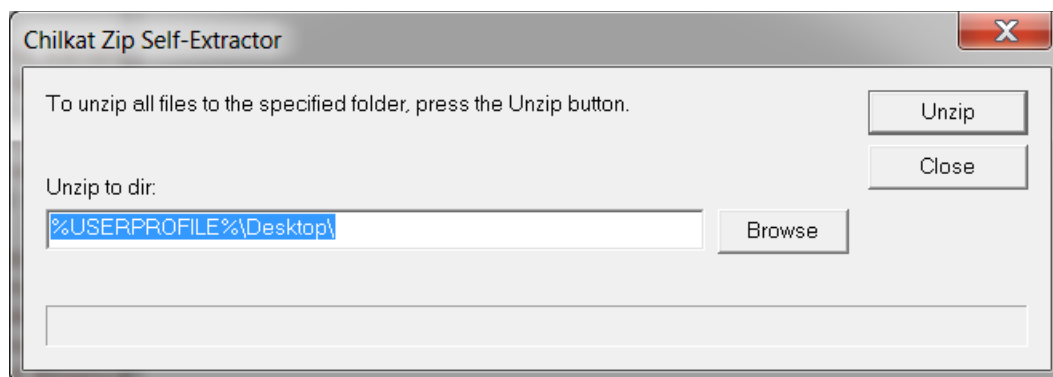 Chilkat Zip Self-Extractor
To unzip all files to the specified folder, press the Unzip button.
Unzip
Close
Unzip to dir:
%USERPROFILE%\Desktop\
Browse